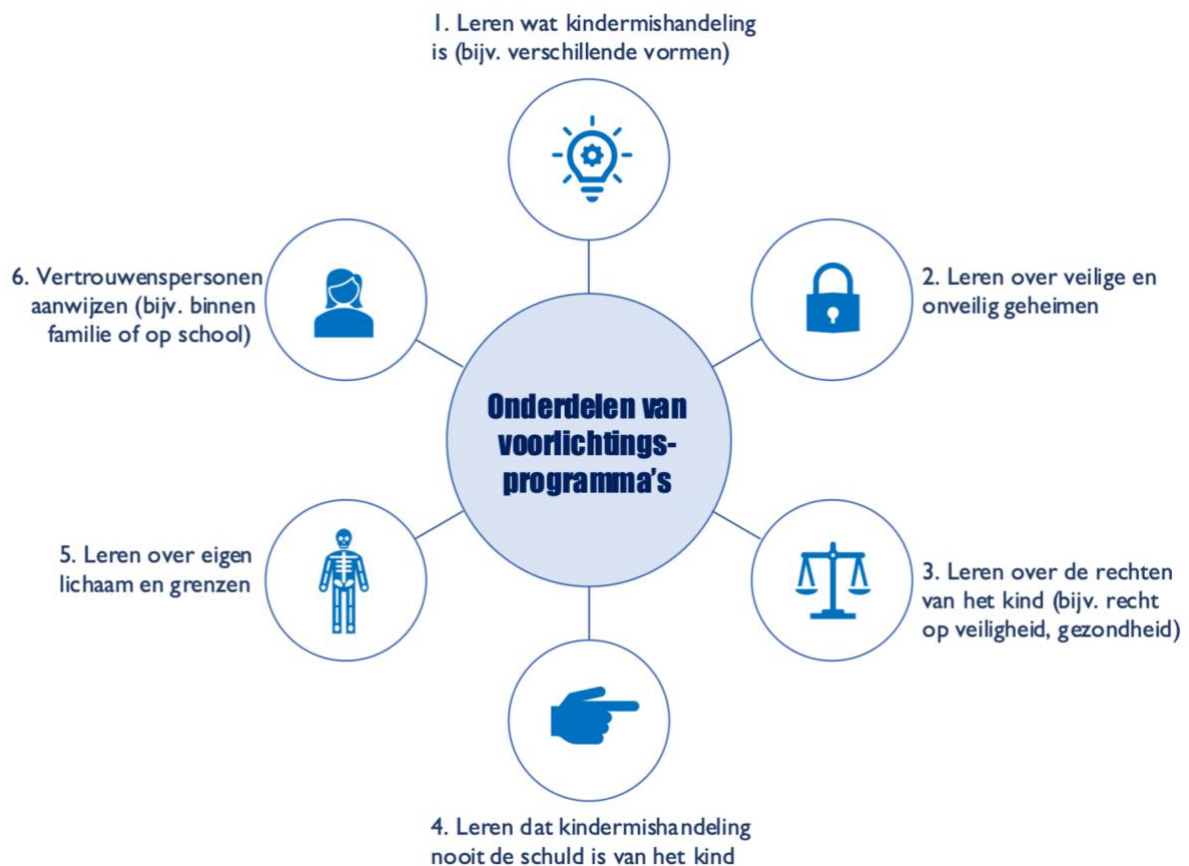 1. Leren wat kindermishandeling
is (bijv. verschillende vormen)
2. Leren over veilige en
onveilig geheimen
3. Leren over de rechten
van het kind (bijv. recht
op veiligheid, gezondheid)
4. Leren dat kindermishandeling
nooit de schuld is van het kind
5. Leren over eigen
lichaam en grenzen
6. Vertrouwenspersonen
aanwijzen (bijv. binnen
familie of op school)
Onderdelen van
voorlichtings-
programma's